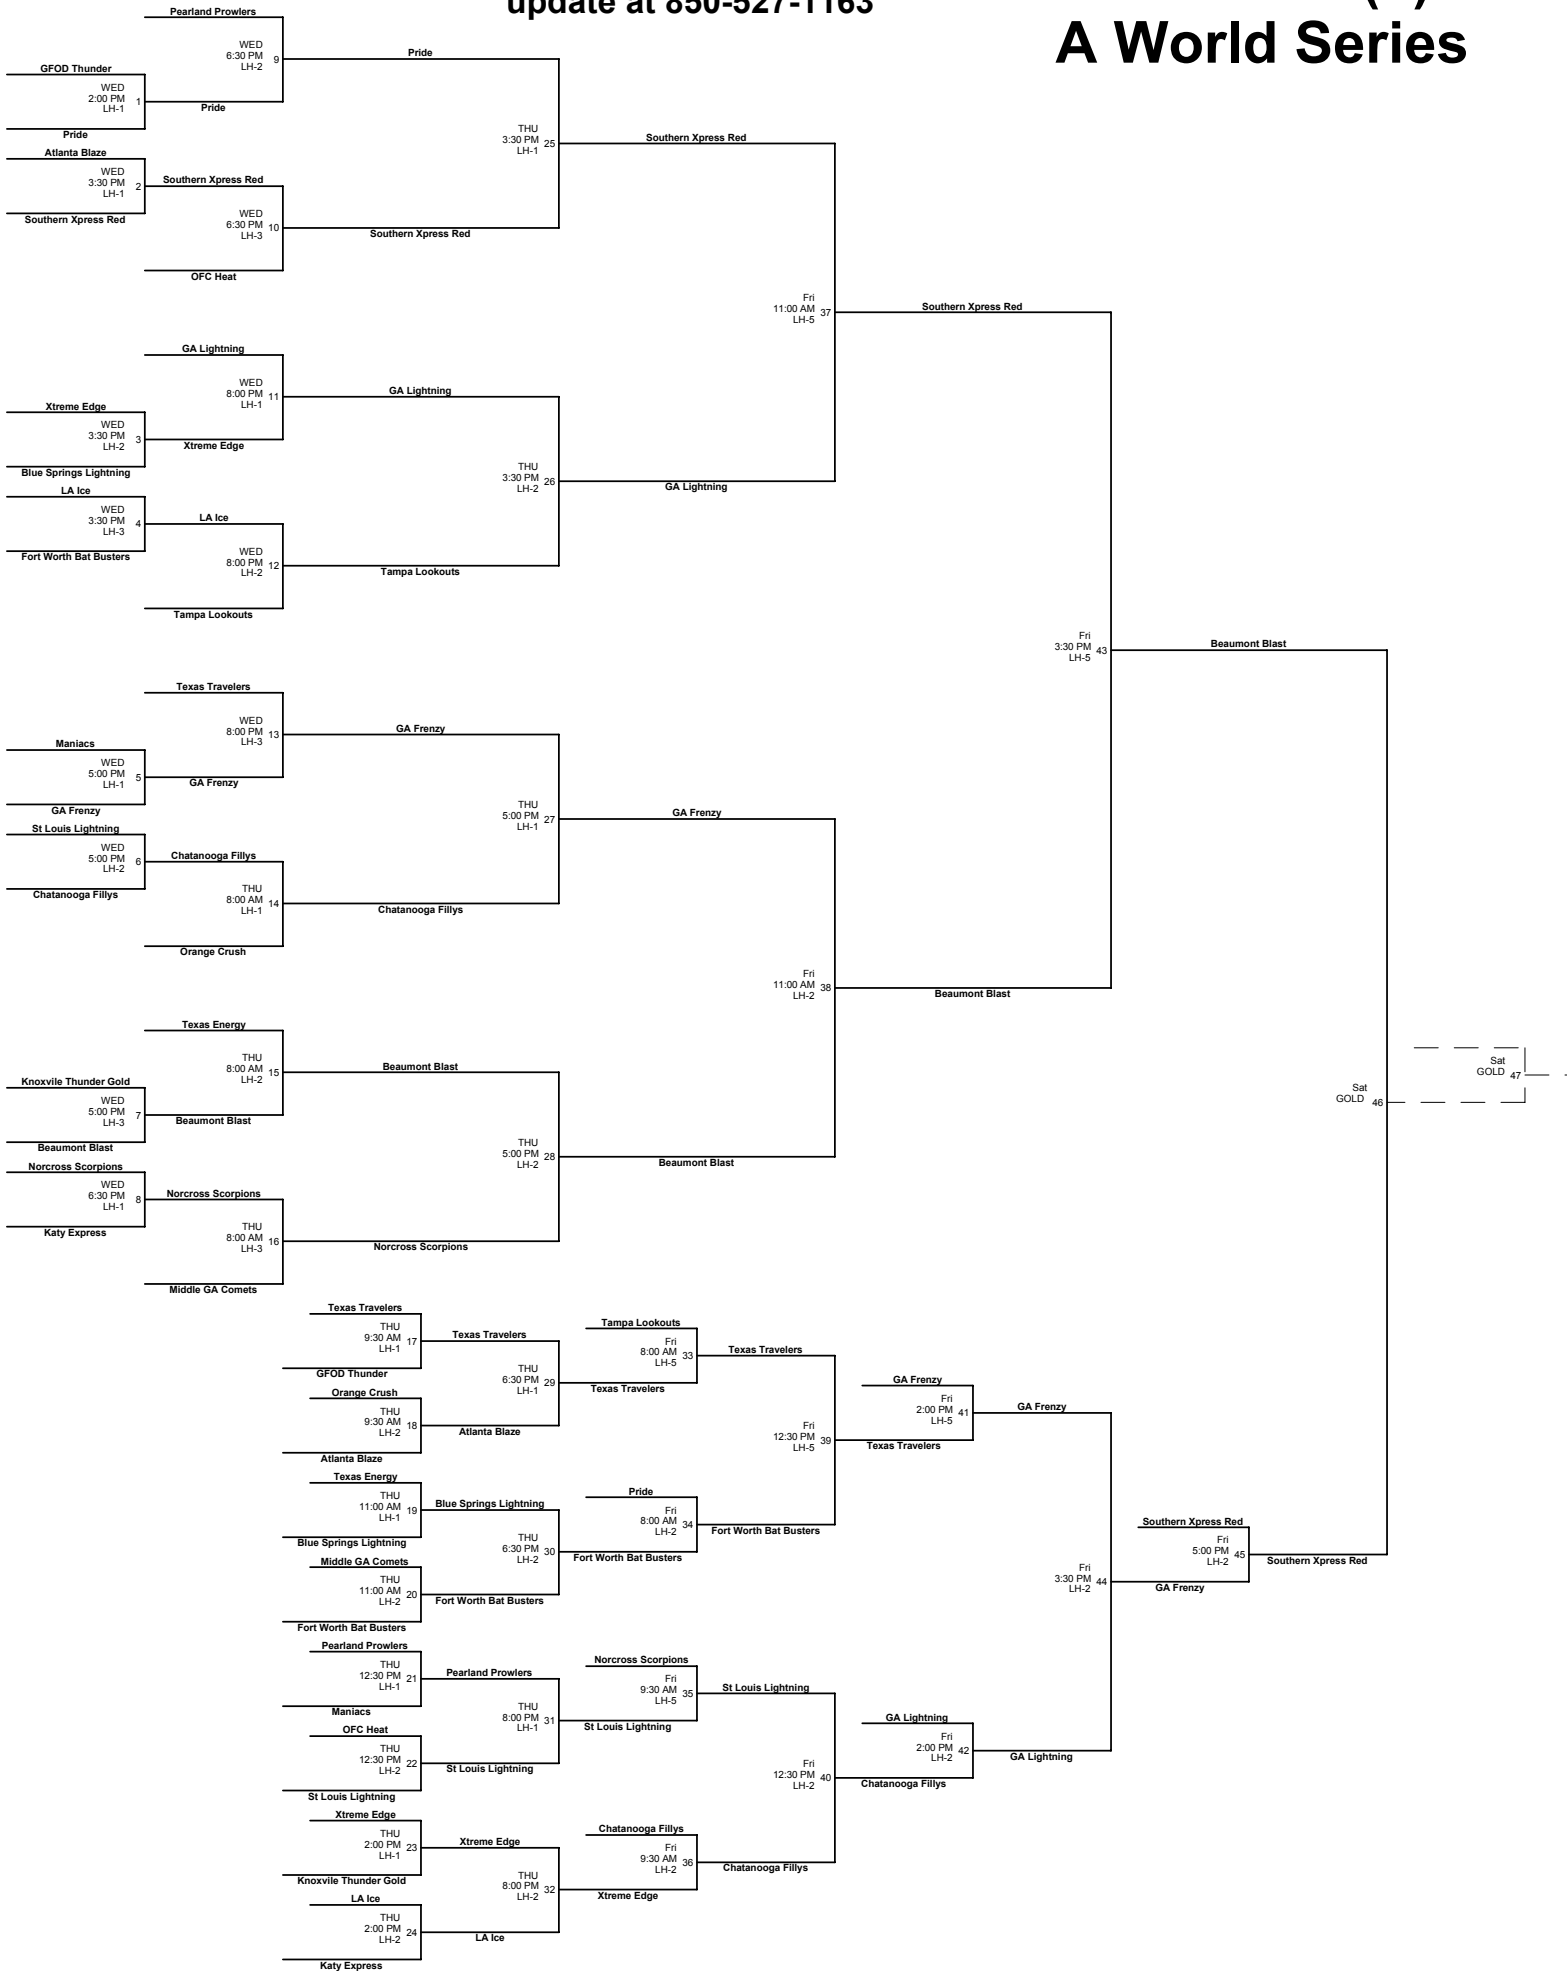 update at 850-527-1163
A World Series
Pearland Prowlers
WED
6:30 PM 9
LH-2
Pride
GFOD Thunder
WED
2:00 PM 1
LH-1
Pride
Pride
THU
3:30 PM 25
LH-1
Southern Xpress Red
Atlanta Blaze
WED
3:30 PM 2
LH-1
Southern Xpress Red
Southern Xpress Red
WED
6:30 PM 10
LH-3
Southern Xpress Red
OFC Heat
Fri
11:00 AM 37
LH-5
Southern Xpress Red
GA Lightning
WED
8:00 PM 11
LH-1
GA Lightning
Xtreme Edge
WED
3:30 PM 3
LH-2
Xtreme Edge
Blue Springs Lightning
THU
3:30 PM 26
LH-2
GA Lightning
LA Ice
WED
3:30 PM 4
LH-3
LA Ice
Fort Worth Bat Busters
WED
8:00 PM 12
LH-2
Tampa Lookouts
Tampa Lookouts
Fri
3:30 PM 43
LH-5
Beaumont Blast
Texas Travelers
WED
8:00 PM 13
LH-3
GA Frenzy
Maniacs
WED
5:00 PM 5
LH-1
GA Frenzy
GA Frenzy
THU
5:00 PM 27
LH-1
GA Frenzy
St Louis Lightning
WED
5:00 PM 6
LH-2
Chatanooga Fillys
Chatanooga Fillys
THU
8:00 AM 14
LH-1
Chatanooga Fillys
Orange Crush
Fri
11:00 AM 38
LH-2
Beaumont Blast
Texas Energy
THU
8:00 AM 15
LH-2
Beaumont Blast
Knoxvile Thunder Gold
WED
5:00 PM 7
LH-3
Beaumont Blast
Beaumont Blast
THU
5:00 PM 28
LH-2
Beaumont Blast
Norcross Scorpions
WED
6:30 PM 8
LH-1
Norcross Scorpions
Katy Express
THU
8:00 AM 16
LH-3
Norcross Scorpions
Middle GA Comets
Sat
GOLD 46
Sat
GOLD 47
Texas Travelers
THU
9:30 AM 17
LH-1
Texas Travelers
GFOD Thunder
THU
6:30 PM 29
LH-1
Texas Travelers
Orange Crush
THU
9:30 AM 18
LH-2
Atlanta Blaze
Atlanta Blaze
Tampa Lookouts
Fri
8:00 AM 33
LH-5
Texas Travelers
Fri
12:30 PM 39
LH-5
Texas Travelers
GA Frenzy
Fri
2:00 PM 41
LH-5
GA Frenzy
Texas Energy
THU
11:00 AM 19
LH-1
Blue Springs Lightning
Blue Springs Lightning
THU
6:30 PM 30
LH-2
Fort Worth Bat Busters
Middle GA Comets
THU
11:00 AM 20
LH-2
Fort Worth Bat Busters
Fort Worth Bat Busters
Pride
Fri
8:00 AM 34
LH-2
Fort Worth Bat Busters
Fri
3:30 PM 44
LH-2
GA Frenzy
Southern Xpress Red
Fri
5:00 PM 45
LH-2
Southern Xpress Red
Pearland Prowlers
THU
12:30 PM 21
LH-1
Pearland Prowlers
Maniacs
THU
8:00 PM 31
LH-1
St Louis Lightning
OFC Heat
THU
12:30 PM 22
LH-2
St Louis Lightning
St Louis Lightning
Norcross Scorpions
Fri
9:30 AM 35
LH-5
St Louis Lightning
Fri
12:30 PM 40
LH-2
Chatanooga Fillys
GA Lightning
Fri
2:00 PM 42
LH-2
GA Lightning
Xtreme Edge
THU
2:00 PM 23
LH-1
Xtreme Edge
Knoxvile Thunder Gold
THU
8:00 PM 32
LH-2
Xtreme Edge
Chatanooga Fillys
Fri
9:30 AM 36
LH-2
Chatanooga Fillys
LA Ice
THU
2:00 PM 24
LH-2
LA Ice
Katy Express